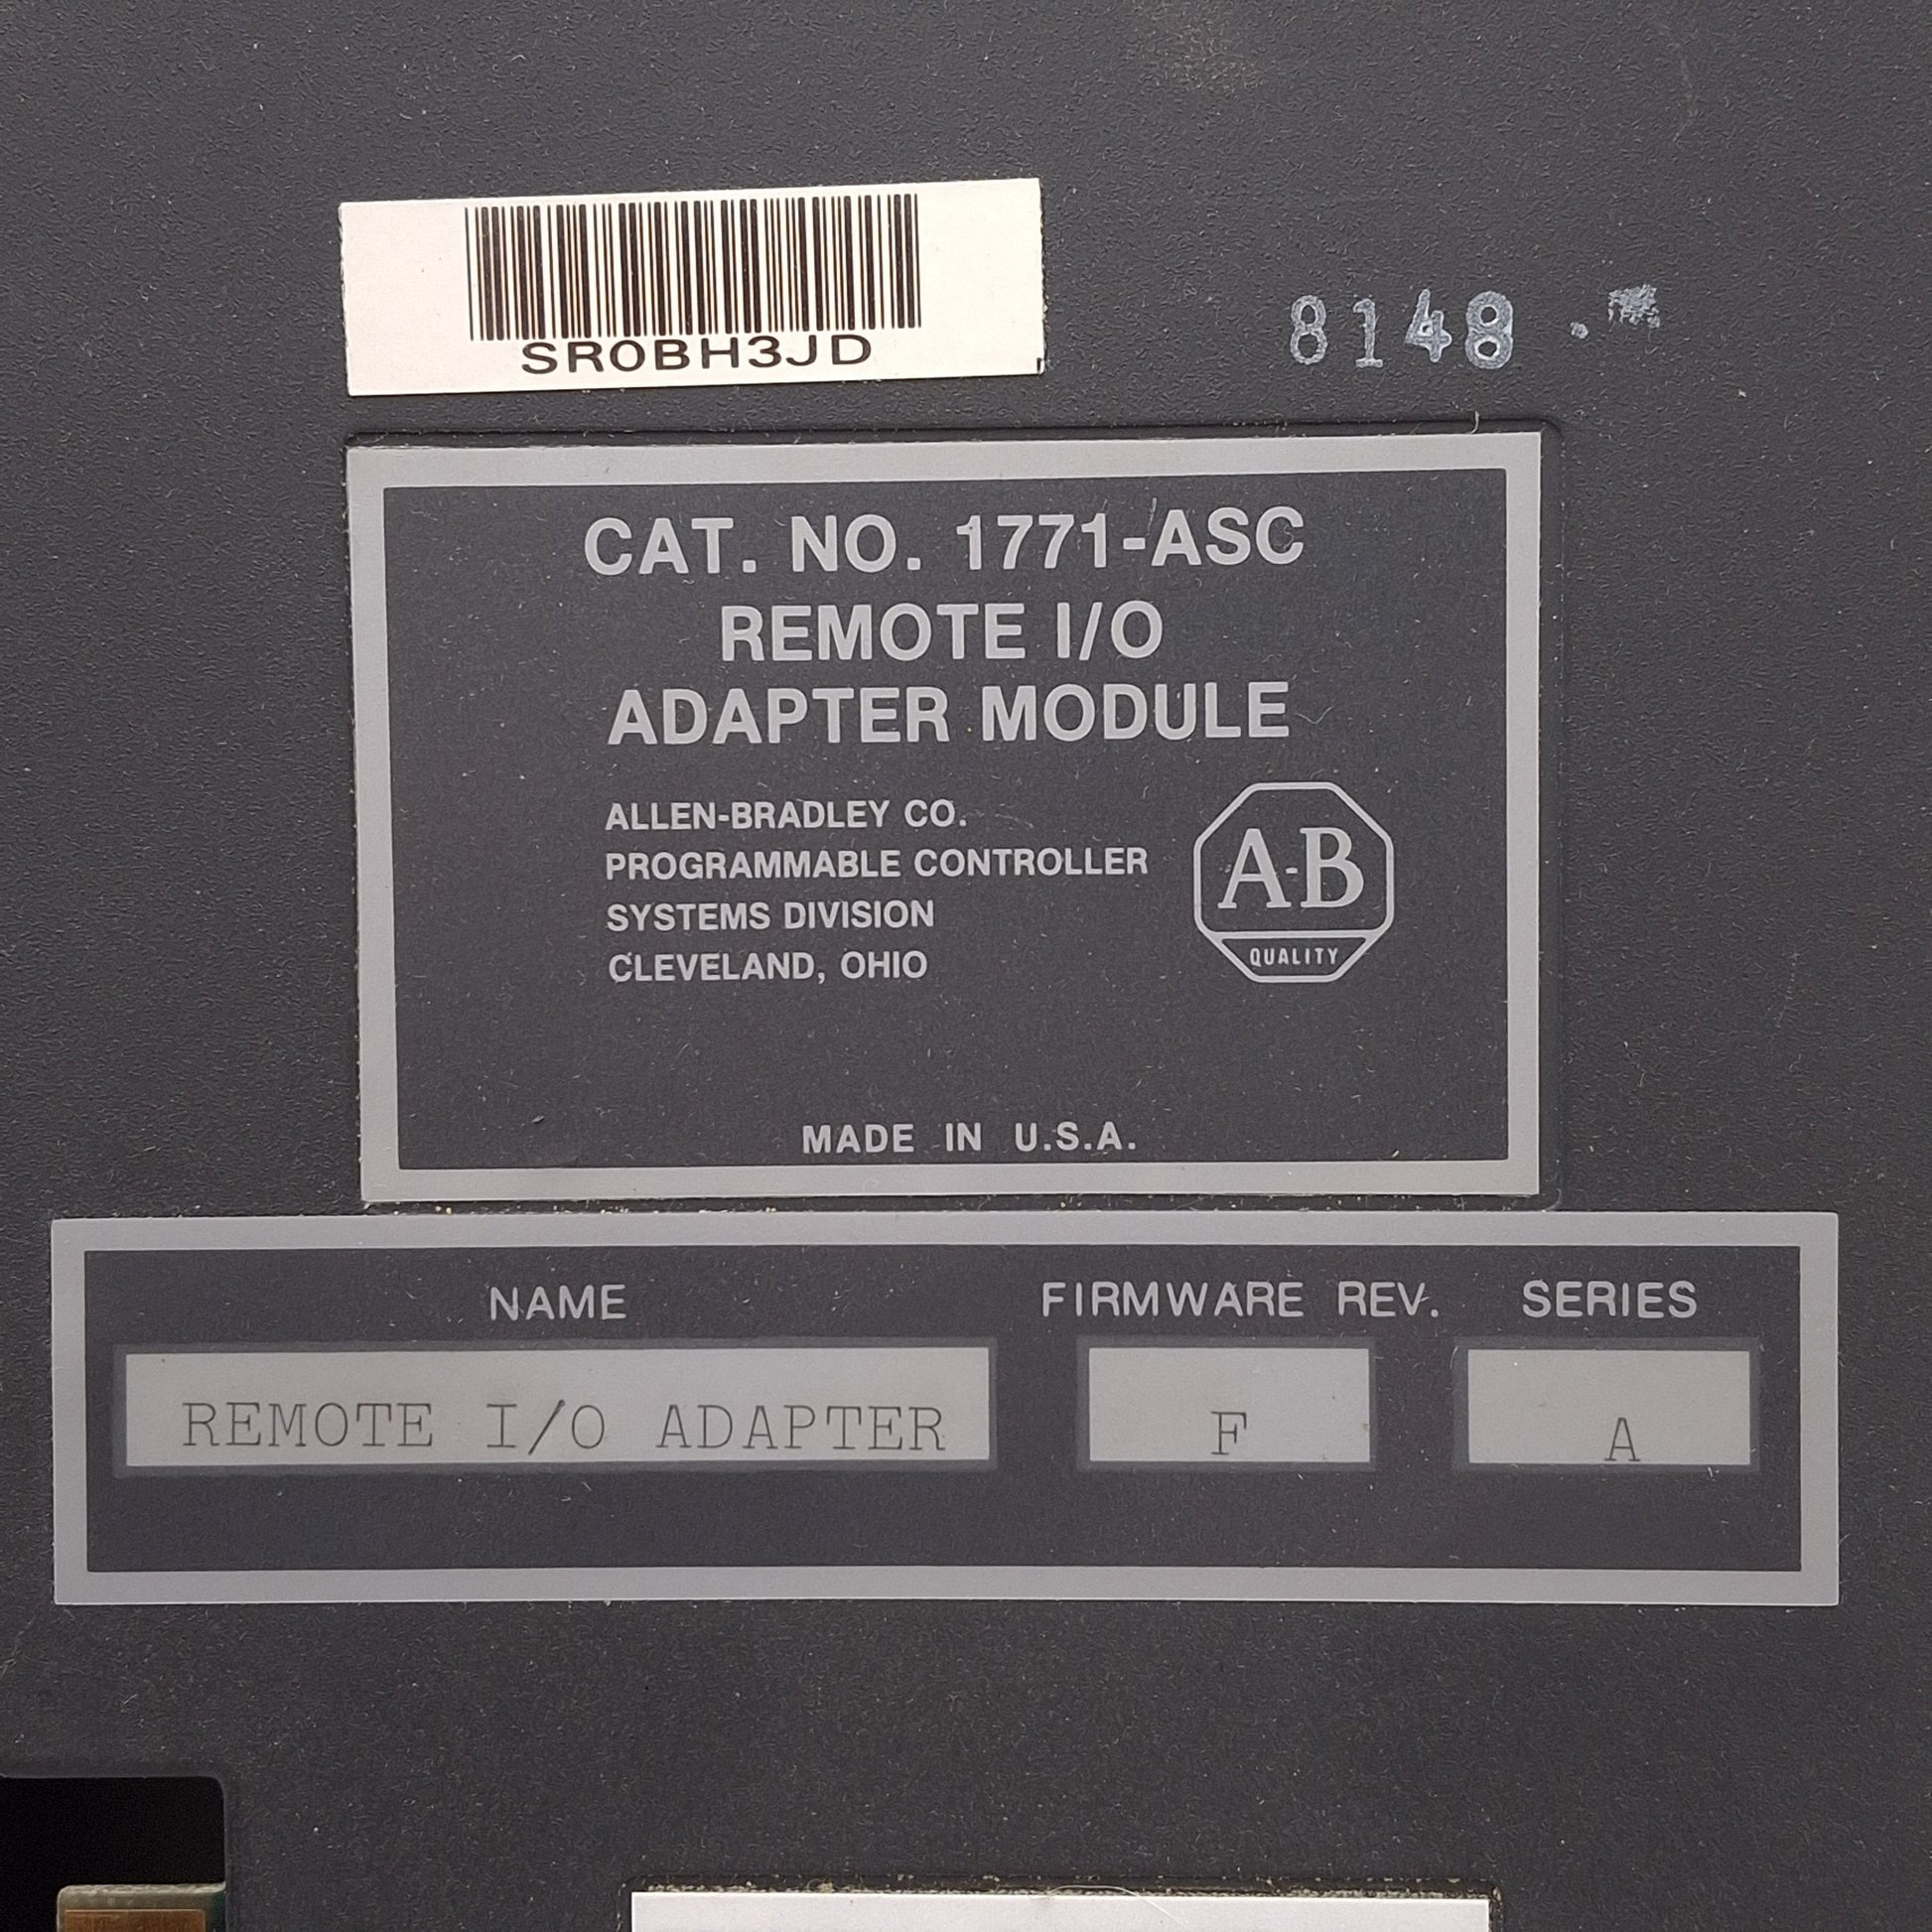 SR0BH3JD
8148
CAT. NO. 1771-ASC
REMOTE I/O
ADAPTER MODULE
ALLEN-BRADLEY CO.
PROGRAMMABLE CONTROLLER
SYSTEMS DIVISION
CLEVELAND, OHIO
A-B
QUALITY
MADE IN U.S.A.
NAME FIRMWARE REV. SERIES
REMOTE I/O ADAPTER F A